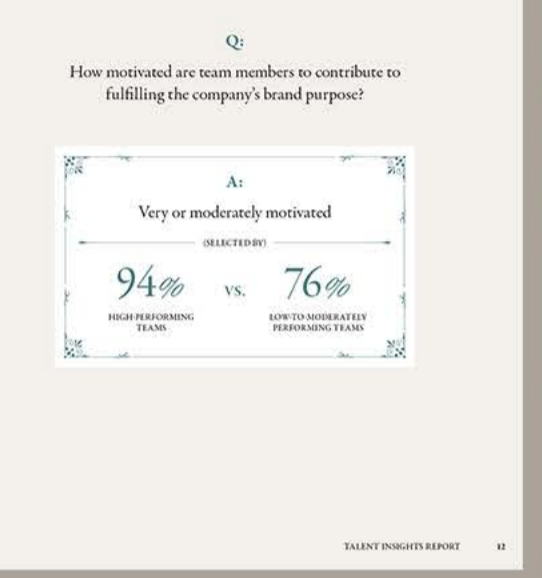 Q:
How motivated are team members to contribute to
fulfilling the company's brand purpose?
A:
Very or moderately motivated
(SELECTED BY)
94% vs. 76%
HIGH-PERFORMING
TEAMS
LOW-TO-MODERATELY
PERFORMING TEAMS
TALENT INSIGHTS REPORT 12